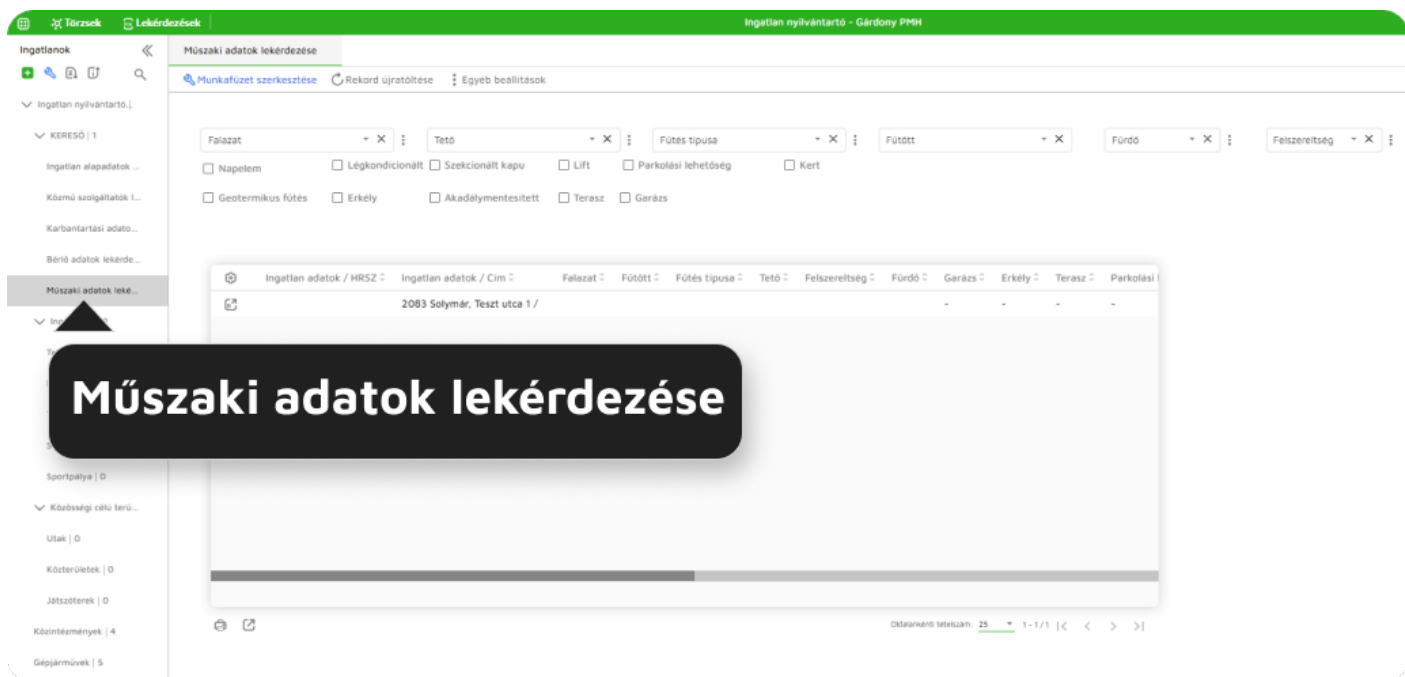 Törzsek Lekérdezések Ingatlan nyilvántartó - Gárdony PMH
Ingatlanok
Műszaki adatok lekérdezése
Munkafüzet szerkesztése Rekord újratöltése Egyéb beállítások
Ingatlan nyilvántartó.|.
KERESŐ | 1
Ingatlan alapadatok ...
Közmű szolgáltatók l...
Karbantartási adato...
Bérlő adatok lekérde...
Műszaki adatok leké...
Falazat Tető Fűtés típusa Fűtött Fürdő Felszereltség
Napelem Légkondicionált Szekcionált kapu Lift Parkolási lehetőség Kert
Geotermikus fűtés Erkély Akadálymentesített Terasz Garázs
Ingatlan adatok / HRSZ Ingatlan adatok / Cím Falazat Fűtött Fűtés típusa Tető Felszereltség Fürdő Garázs Erkély Terasz Parkolási
2083 Solymár, Teszt utca 1 / - - - -
Műszaki adatok lekérdezése
Sportpálya | 0
Közösségi célú terü...
Utak | 0
Közterületek | 0
Játszóterek | 0
Közintézmények | 4
Gépjárművek | 5
Oldalankénti tételszám: 25 1-1/1